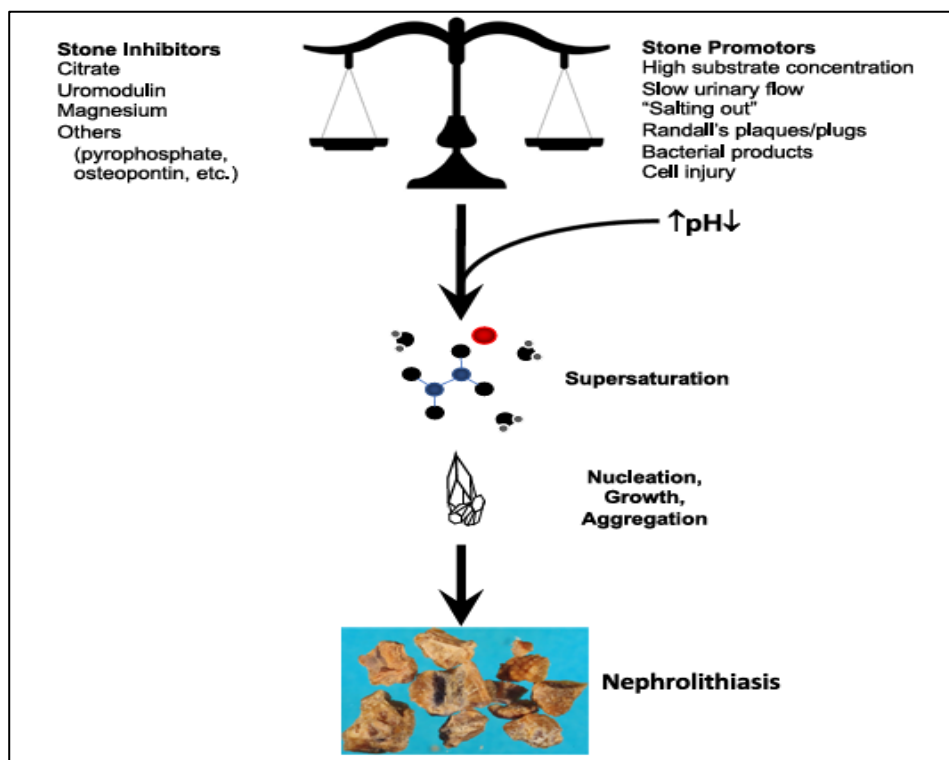 Stone Inhibitors
Citrate
Uromodulin
Magnesium
Others
(pyrophosphate,
osteopontin, etc.)
Stone Promotors
High substrate concentration
Slow urinary flow
“Salting out”
Randall’s plaques/plugs
Bacterial products
Cell injury
↑pH↓
Supersaturation
Nucleation,
Growth,
Aggregation
Nephrolithiasis